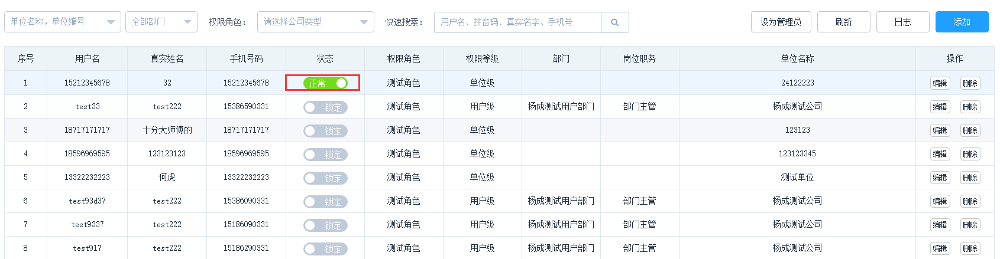 单位名称，单位编号 全部部门 权限角色： 请选择公司类型 快速搜索： 用户名、拼音码、真实名字、手机号 设为管理员 刷新 日志 添加
序号 用户名 真实姓名 手机号码 状态 权限角色 权限等级 部门 岗位职务 单位名称 操作
1 15212345678 32 15212345678 正常 测试角色 单位级 24122223 编辑 删除
2 test33 test222 15386590331 锁定 测试角色 用户级 杨成测试用户部门 部门主管 杨成测试公司 编辑 删除
3 18717171717 十分大师傅的 18717171717 锁定 测试角色 单位级 123123 编辑 删除
4 18596969595 123123123 18596969595 锁定 测试角色 单位级 123123345 编辑 删除
5 13322232223 何虎 13322232223 锁定 测试角色 单位级 测试单位 编辑 删除
6 test93d37 test222 15386090331 锁定 测试角色 用户级 杨成测试用户部门 部门主管 杨成测试公司 编辑 删除
7 test9337 test222 15186090331 锁定 测试角色 用户级 杨成测试用户部门 部门主管 杨成测试公司 编辑 删除
8 test917 test222 15186290331 锁定 测试角色 用户级 杨成测试用户部门 部门主管 杨成测试公司 编辑 删除